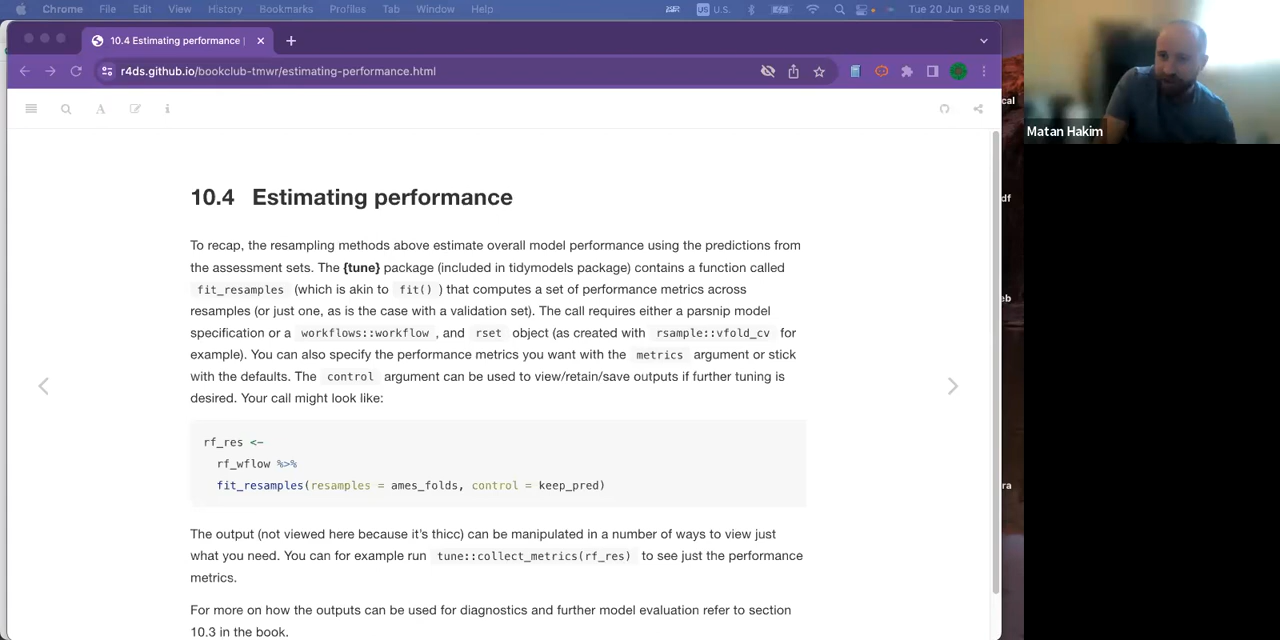 Chrome File Edit View History Bookmarks Profiles Tab Window Help
U.S.
Tue 20 Jun 9:58 PM
10.4 Estimating performance |
r4ds.github.io/bookclub-tmwr/estimating-performance.html
10.4 Estimating performance
To recap, the resampling methods above estimate overall model performance using the predictions from
the assessment sets. The {tune} package (included in tidymodels package) contains a function called
fit_resamples (which is akin to fit() ) that computes a set of performance metrics across
resamples (or just one, as is the case with a validation set). The call requires either a parsnip model
specification or a workflows::workflow , and rset object (as created with rsample::vfold_cv for
example). You can also specify the performance metrics you want with the metrics argument or stick
with the defaults. The control argument can be used to view/retain/save outputs if further tuning is
desired. Your call might look like:
rf_res <-
rf_wflow %>%
fit_resamples(resamples = ames_folds, control = keep_pred)
The output (not viewed here because it's thicc) can be manipulated in a number of ways to view just
what you need. You can for example run tune::collect_metrics(rf_res) to see just the performance
metrics.
For more on how the outputs can be used for diagnostics and further model evaluation refer to section
10.3 in the book.
cal
df
eb
ra
Matan Hakim